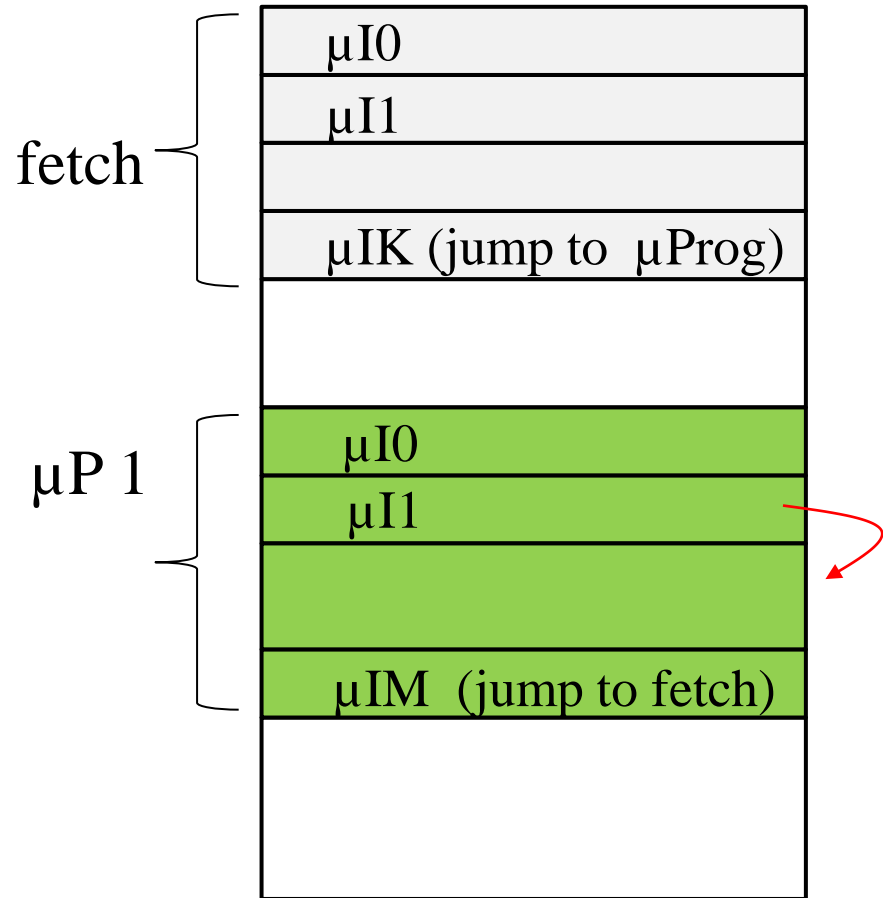 µI0
µI1
fetch
µIK (jump to µProg)
µI0
µP 1
µI1
µIM (jump to fetch)